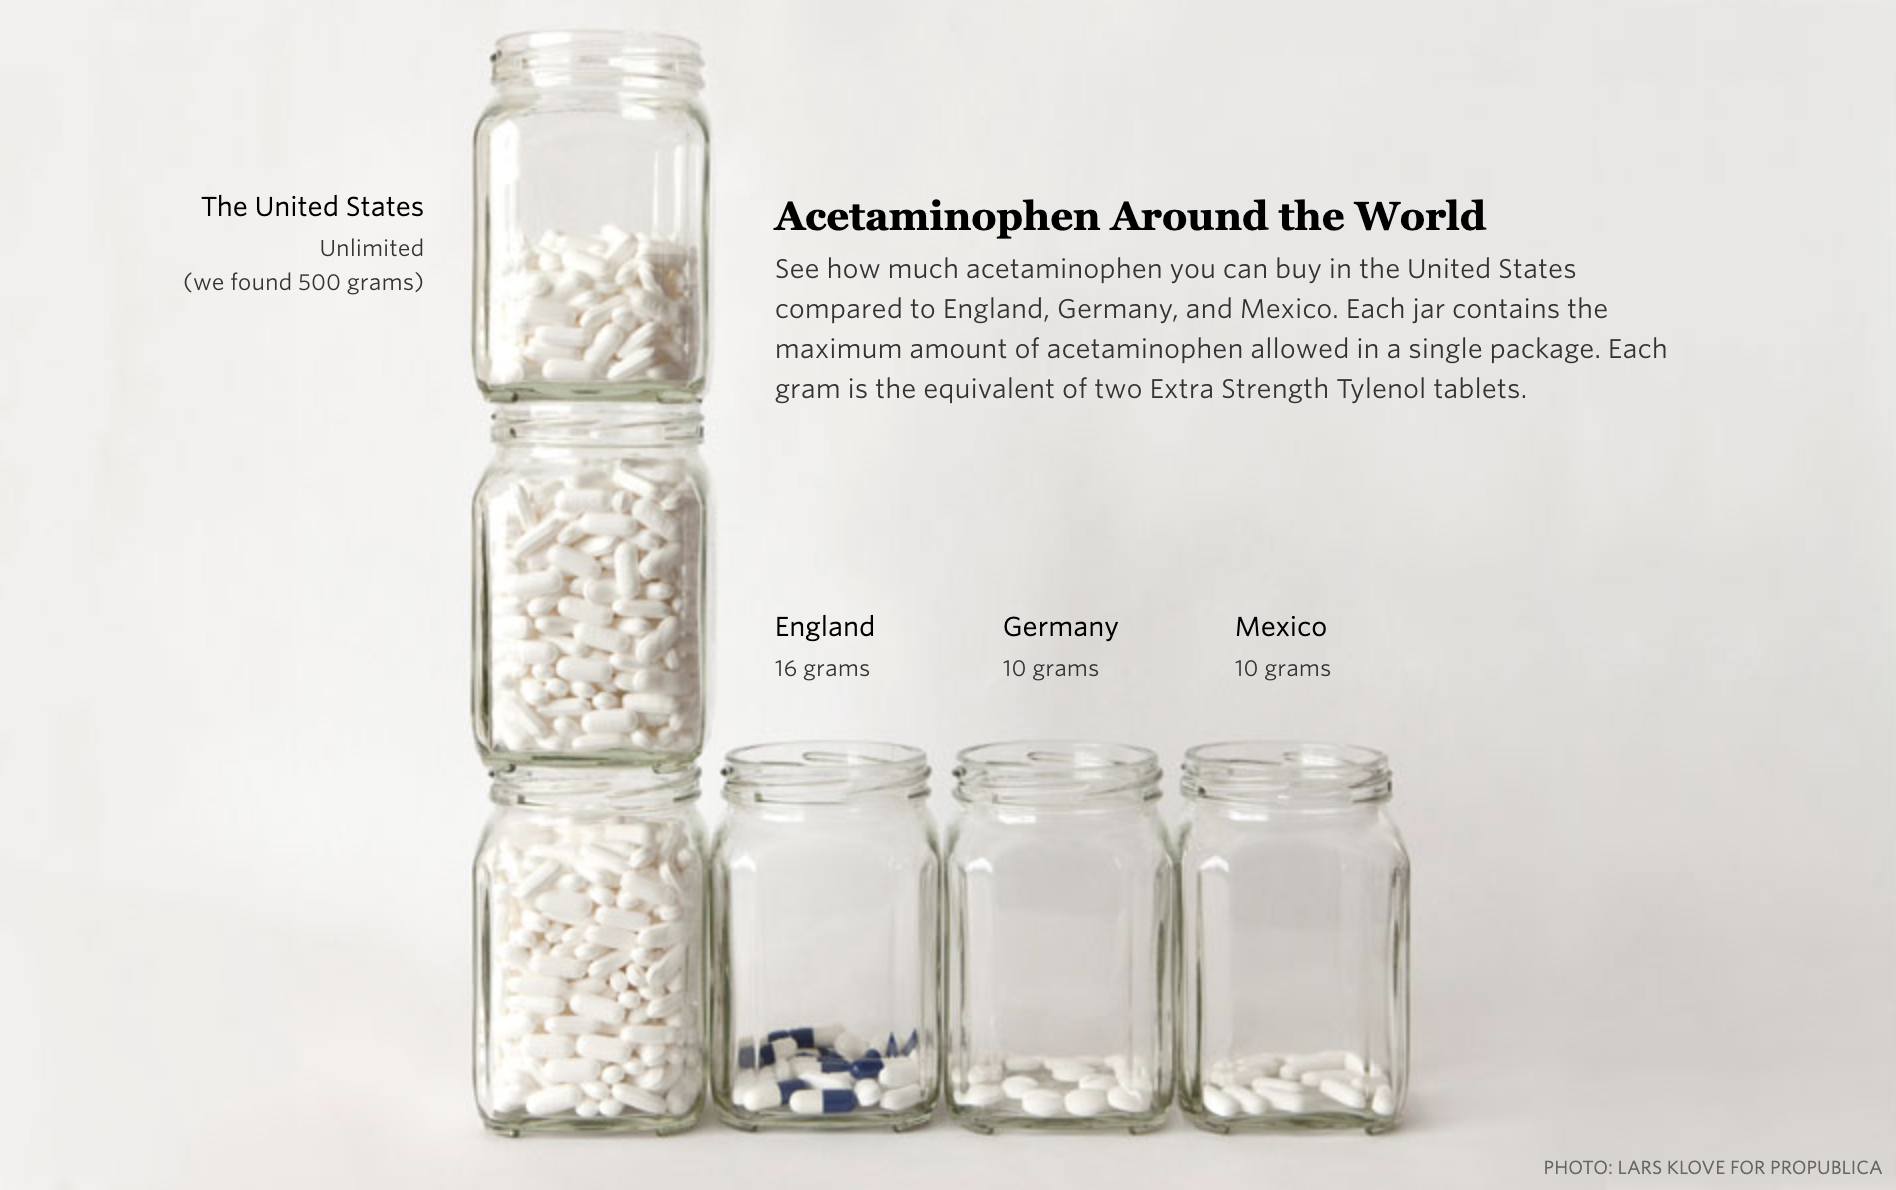 The United States
Unlimited
(we found 500 grams)
Acetaminophen Around the World
See how much acetaminophen you can buy in the United States
compared to England, Germany, and Mexico. Each jar contains the
maximum amount of acetaminophen allowed in a single package. Each
gram is the equivalent of two Extra Strength Tylenol tablets.
England
16 grams
Germany
10 grams
Mexico
10 grams
PHOTO: LARS KLOVE FOR PROPUBLICA